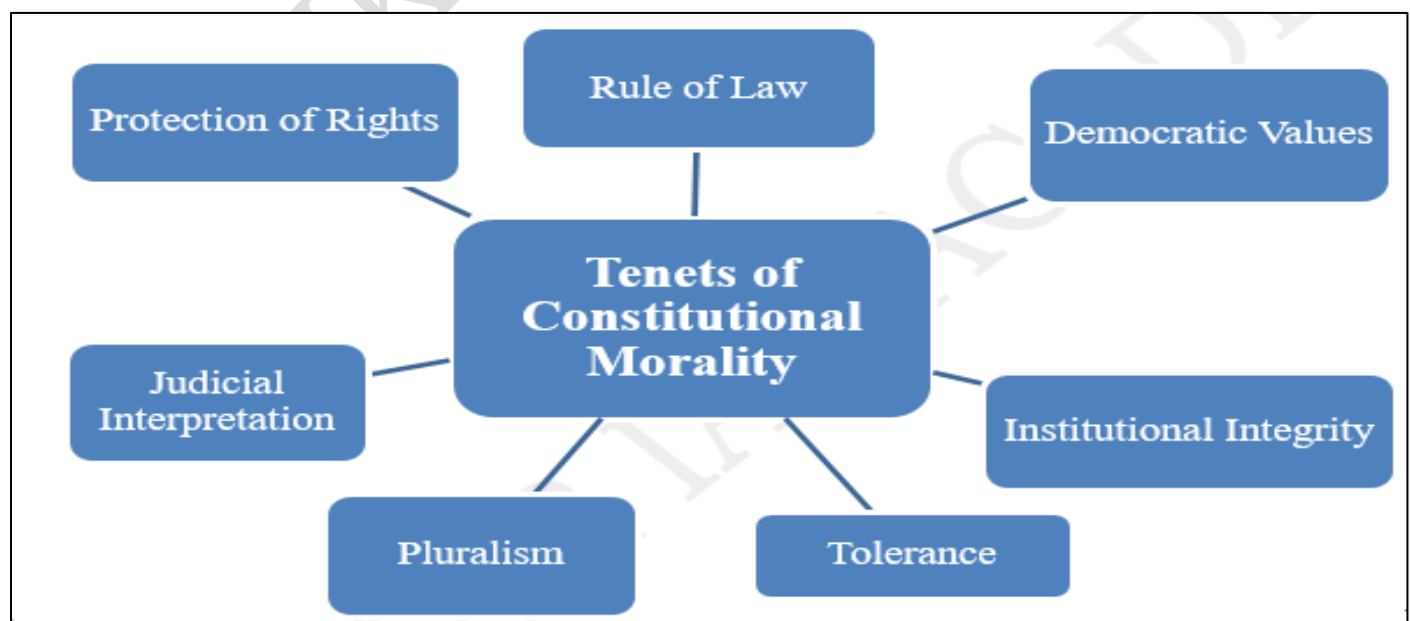 Rule of Law
Protection of Rights
Democratic Values
Tenets of
Constitutional
Morality
Judicial
Interpretation
Institutional Integrity
Pluralism
Tolerance